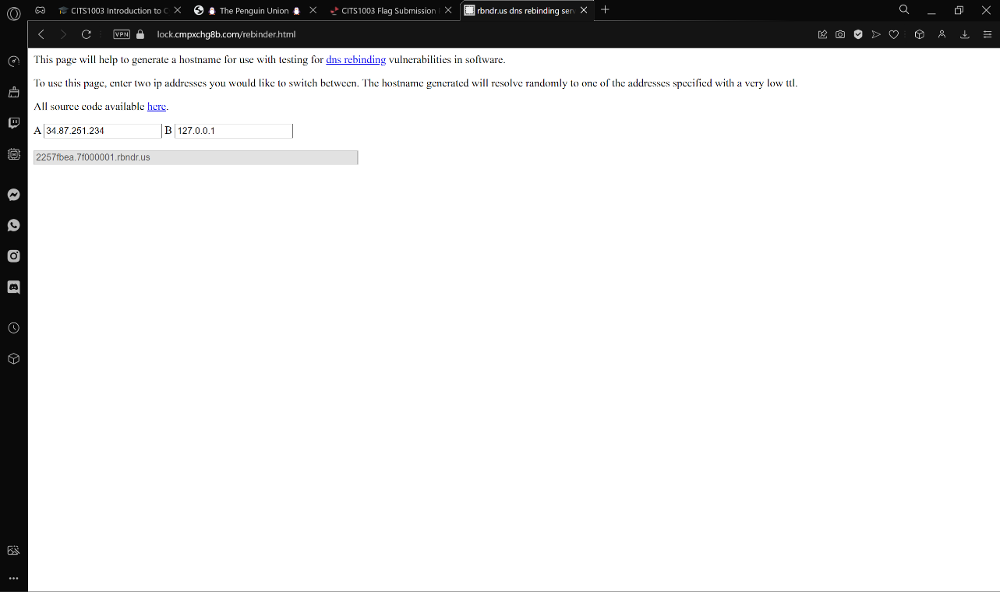 CITS1003 Introduction to C
The Penguin Union
CITS1003 Flag Submission
rbndr.us dns rebinding serv
VPN
lock.cmpxchg8b.com/rebinder.html
This page will help to generate a hostname for use with testing for dns rebinding vulnerabilities in software.
To use this page, enter two ip addresses you would like to switch between. The hostname generated will resolve randomly to one of the addresses specified with a very low ttl.
All source code available here.
A 34.87.251.234 B 127.0.0.1
2257fbea.7f000001.rbndr.us